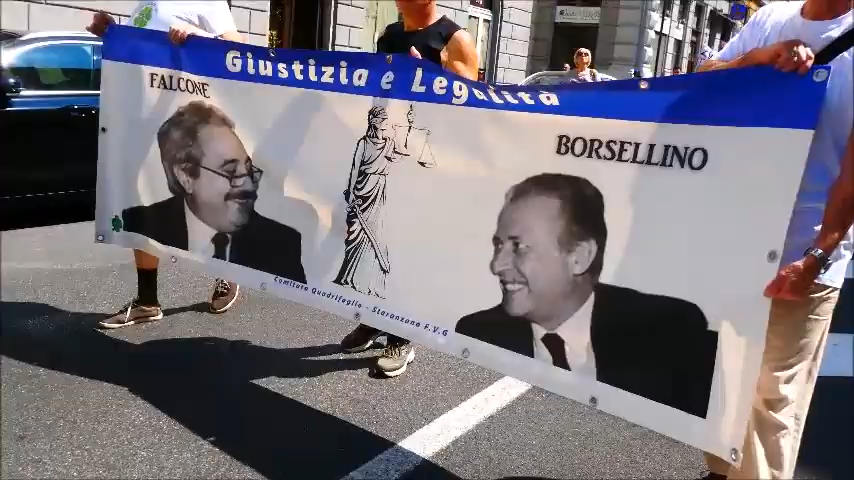 Giustizia e Legalità
FALCONE
BORSELLINO
Comitato Quadrifoglio - Staranzano F.V.G